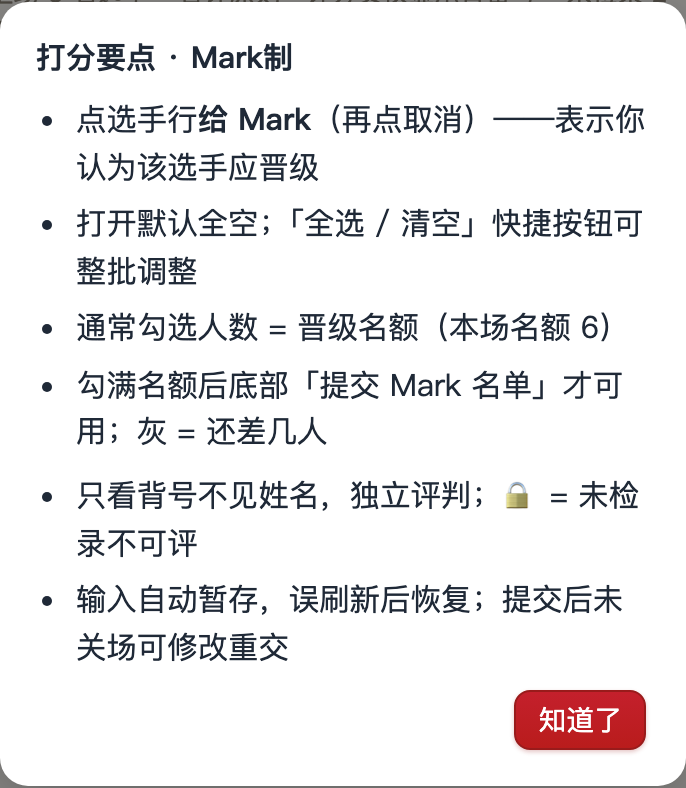 打分要点 · Mark制
点选手行给 Mark（再点取消）——表示你
认为该选手应晋级
打开默认全空；「全选 / 清空」快捷按钮可
整批调整
通常勾选人数 = 晋级名额（本场名额 6）
勾满名额后底部「提交 Mark 名单」才可
用；灰 = 还差几人
只看背号不见姓名，独立评判；🔒 = 未检
录不可评
输入自动暂存，误刷新后恢复；提交后未
关场可修改重交
知道了